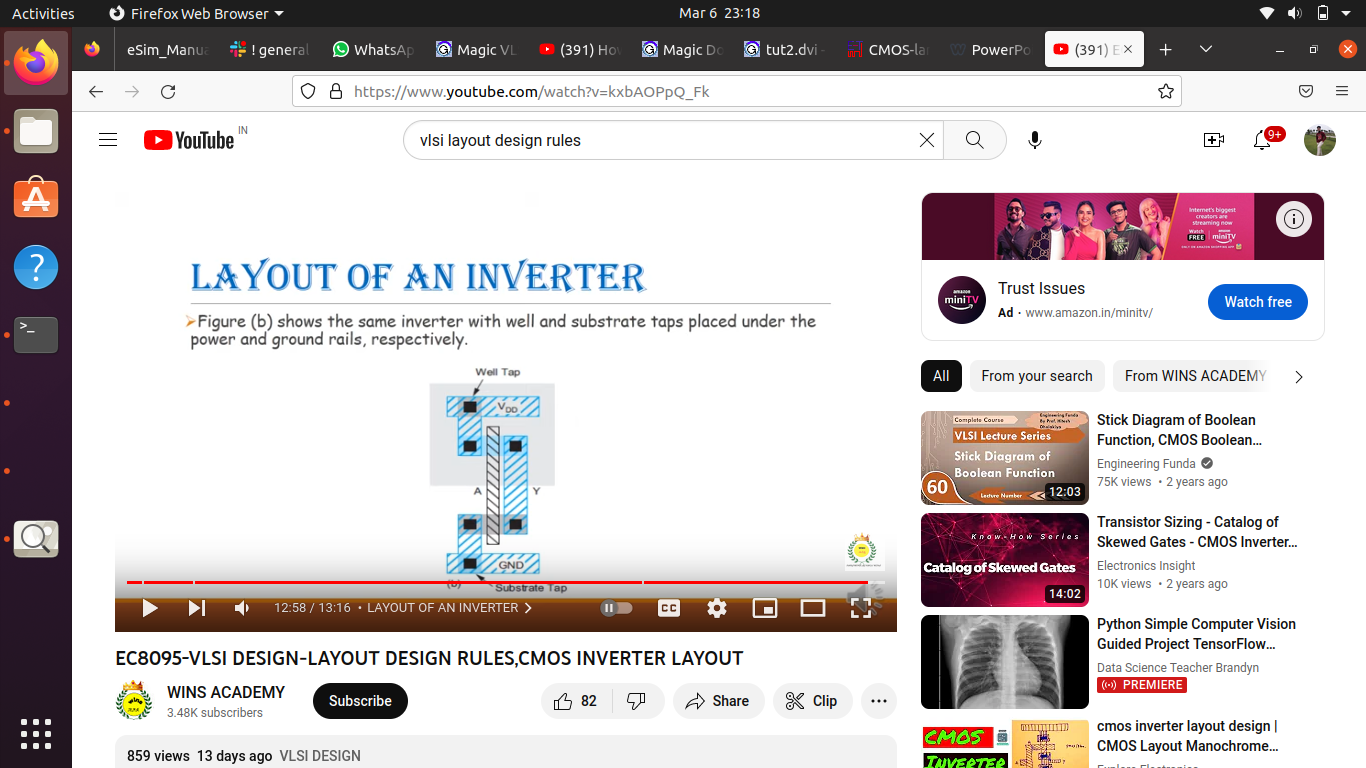 Activities
Firefox Web Browser
Mar 6 23:18
eSim_Manua
! general
WhatsAp
Magic VL
(391) Hov
Magic Do
tut2.dvi -
CMOS-lar
PowerPo
(391) E
https://www.youtube.com/watch?v=kxbAOPpQ_Fk
YouTube IN
vlsi layout design rules
9+
LAYOUT OF AN INVERTER
Figure (b) shows the same inverter with well and substrate taps placed under the
power and ground rails, respectively.
Well Tap
VDD
A
Y
GND
(b)
Substrate Tap
12:58 / 13:16 • LAYOUT OF AN INVERTER
CC
EC8095-VLSI DESIGN-LAYOUT DESIGN RULES,CMOS INVERTER LAYOUT
WINS ACADEMY
3.48K subscribers
Subscribe
82
Share
Clip
859 views 13 days ago VLSI DESIGN
Internet's biggest
creators are
streaming now
Watch
FREE
miniTV
amazon
miniTV
Trust Issues
Ad · www.amazon.in/minitv/
Watch free
All
From your search
From WINS ACADEMY
Complete Course
Engineering Funda
VLSI Lecture Series
Stick Diagram of
Boolean Function
60
Lecture Number
12:03
Stick Diagram of Boolean
Function, CMOS Boolean…
Engineering Funda
75K views • 2 years ago
Know-How Series
Catalog of Skewed Gates
14:02
Transistor Sizing - Catalog of
Skewed Gates - CMOS Inverter…
Electronics Insight
10K views • 2 years ago
Python Simple Computer Vision
Guided Project TensorFlow…
Data Science Teacher Brandyn
PREMIERE
CMOS
INVERTER
cmos inverter layout design |
CMOS Layout Manochrome…